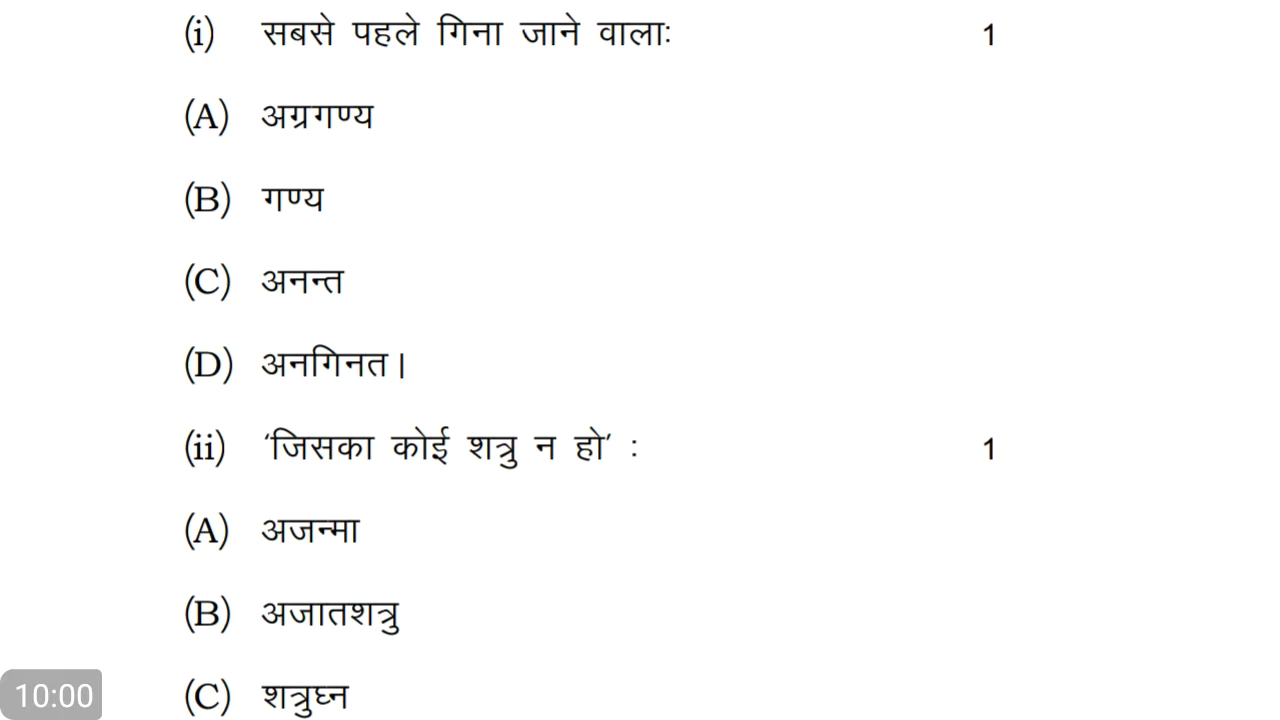 (i) सबसे पहले गिना जाने वालाः 1
(A) अग्रगण्य
(B) गण्य
(C) अनन्त
(D) अनगिनत।
(ii) ‘जिसका कोई शत्रु न हो’ : 1
(A) अजन्मा
(B) अजातशत्रु
(C) शत्रुघ्न
10:00